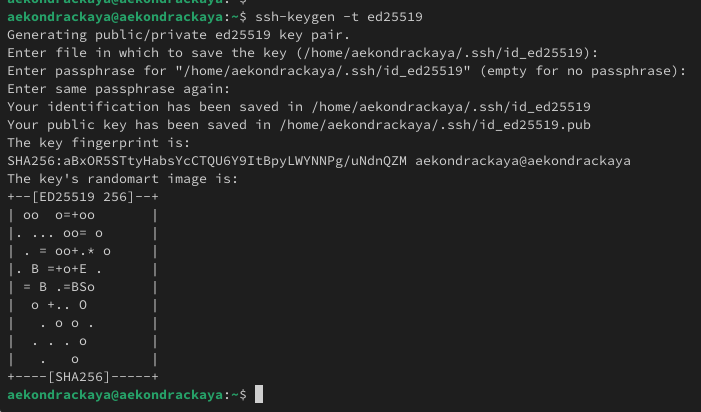 aekondrackaya@aekondrackaya:~$ ssh-keygen -t ed25519
Generating public/private ed25519 key pair.
Enter file in which to save the key (/home/aekondrackaya/.ssh/id_ed25519):
Enter passphrase for "/home/aekondrackaya/.ssh/id_ed25519" (empty for no passphrase):
Enter same passphrase again:
Your identification has been saved in /home/aekondrackaya/.ssh/id_ed25519
Your public key has been saved in /home/aekondrackaya/.ssh/id_ed25519.pub
The key fingerprint is:
SHA256:aBxOR5STtyHabsYcCTQU6Y9ItBpyLWYNNPg/uNdnQZM aekondrackaya@aekondrackaya
The key's randomart image is:
+--[ED25519 256]--+
| oo  o=+oo       |
|. ... oo= o      |
| . = oo+.* o     |
|. B =+o+E .      |
| = B .=BSo       |
|  o +.. O        |
|   . o o .       |
|  . . . o        |
|   .   o         |
+----[SHA256]-----+
aekondrackaya@aekondrackaya:~$